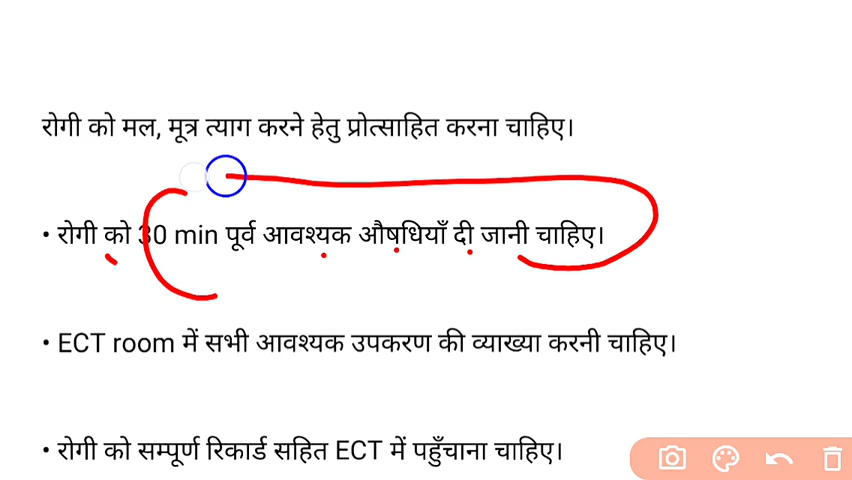 रोगी को मल, मूत्र त्याग करने हेतु प्रोत्साहित करना चाहिए।
• रोगी को 30 min पूर्व आवश्यक औषधियाँ दी जानी चाहिए।
• ECT room में सभी आवश्यक उपकरण की व्याख्या करनी चाहिए।
• रोगी को सम्पूर्ण रिकार्ड सहित ECT में पहुँचाना चाहिए।